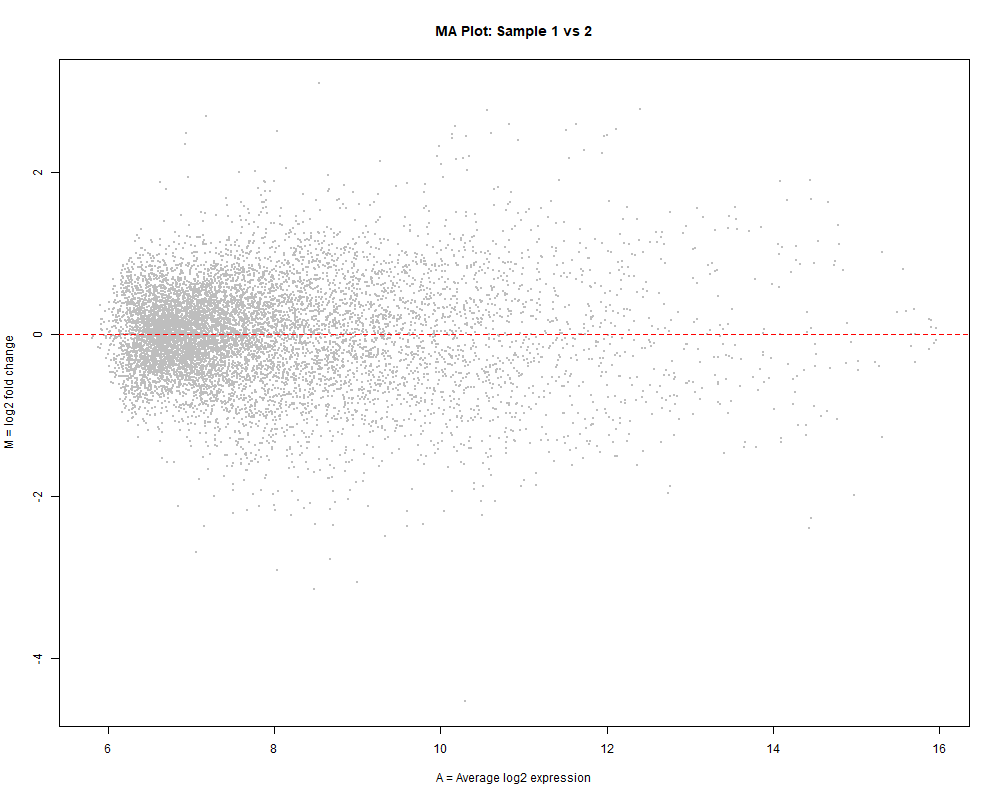 MA Plot: Sample 1 vs 2
2
0
-2
-4
M = log2 fold change
6 8 10 12 14 16
A = Average log2 expression